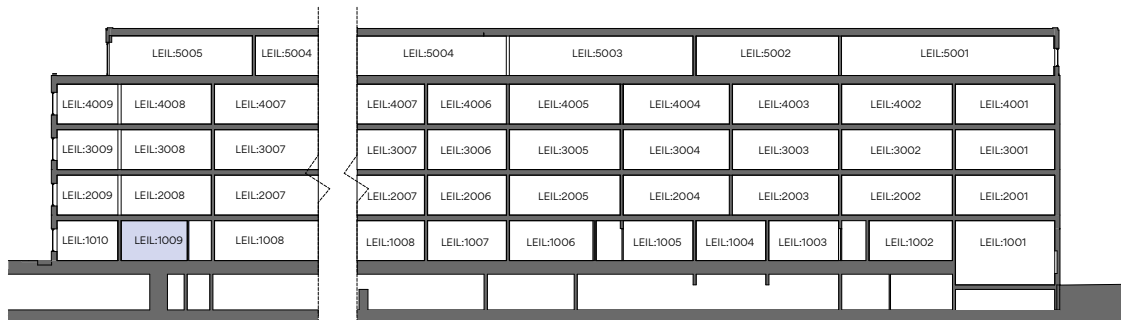 LEIL:5005 LEIL:5004 LEIL:5004 LEIL:5003 LEIL:5002 LEIL:5001
LEIL:4009 LEIL:4008 LEIL:4007 LEIL:4007 LEIL:4006 LEIL:4005 LEIL:4004 LEIL:4003 LEIL:4002 LEIL:4001
LEIL:3009 LEIL:3008 LEIL:3007 LEIL:3007 LEIL:3006 LEIL:3005 LEIL:3004 LEIL:3003 LEIL:3002 LEIL:3001
LEIL:2009 LEIL:2008 LEIL:2007 LEIL:2007 LEIL:2006 LEIL:2005 LEIL:2004 LEIL:2003 LEIL:2002 LEIL:2001
LEIL:1010 LEIL:1009 LEIL:1008 LEIL:1008 LEIL:1007 LEIL:1006 LEIL:1005 LEIL:1004 LEIL:1003 LEIL:1002 LEIL:1001